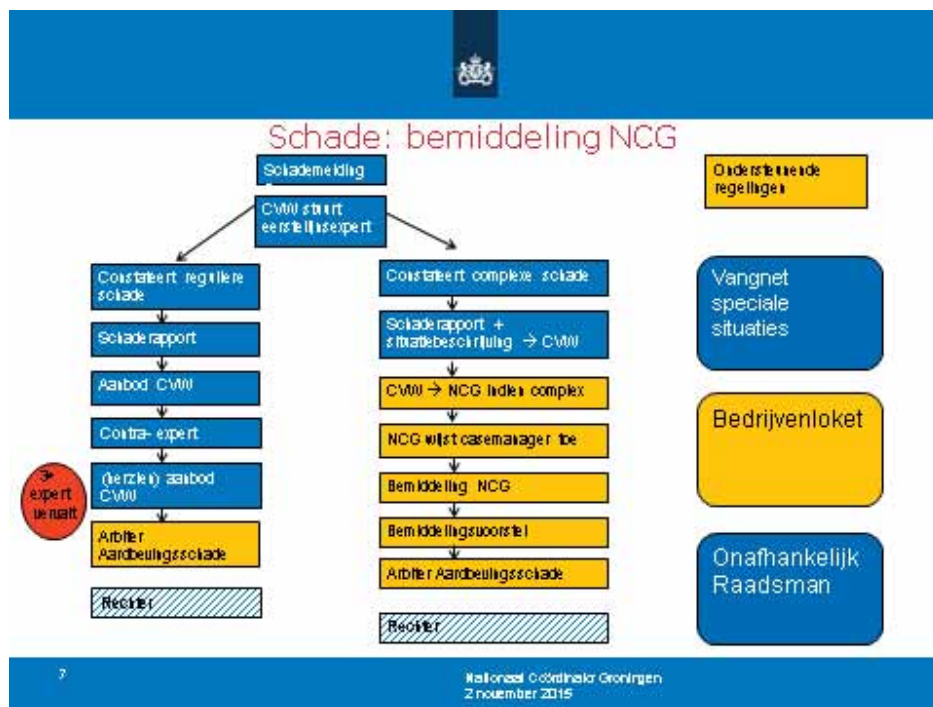 Schade: bemiddeling NCG
Schademelding
CVW stuurt
eerstelijnsexpert
Constateert reguliere
schade
Schaderapport
Aanbod CVW
Contra- expert
(herzien) aanbod
CVW
3e
expert
vervalt
Arbiter
Aardbevingsschade
Rechter
Constateert complexe schade
Schaderapport +
situatiebeschrijving → CVW
CVW → NCG indien complex
NCG wijst casemanager toe
Bemiddeling NCG
Bemiddelingsvoorstel
Arbiter Aardbevingsschade
Rechter
Ondersteunende
regelingen
Vangnet
speciale
situaties
Bedrijvenloket
Onafhankelijk
Raadsman
7
Nationaal Coördinator Groningen
2 november 2015